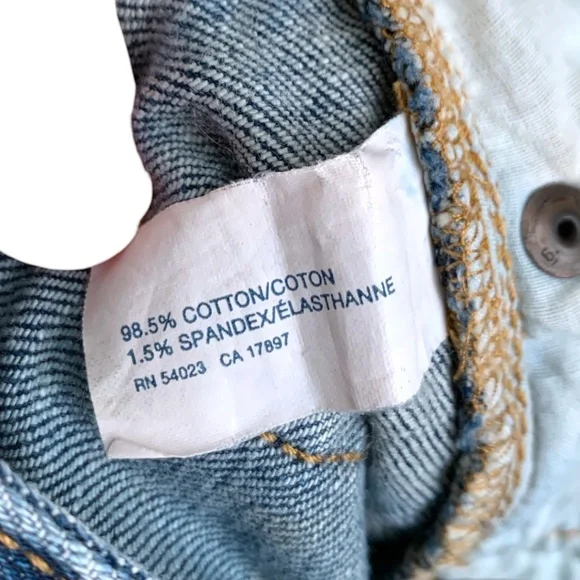 98.5% COTTON/COTON
1.5% SPANDEX/ÉLASTHANNE
RN 54023 CA 17897